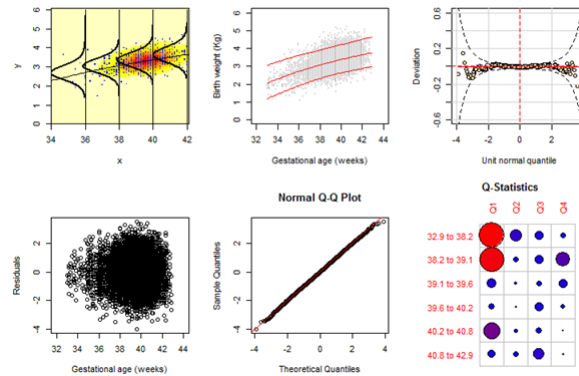 6
5
4
3
2
1
0
y
34 36 38 40 42
x
6
5
4
3
2
1
0
Birth weight (Kg)
32 34 36 38 40 42 44
Gestational age (weeks)
0.6
0.2
-0.2
-0.6
Deviation
-4 -2 0 2
Unit normal quantile
2
0
-2
-4
Residuals
32 34 36 38 40 42 44
Gestational age (weeks)
Normal Q-Q Plot
2
0
-2
-4
Sample Quantiles
-4 -2 0 2 4
Theoretical Quantiles
Q-Statistics
Q1 Q2 Q3 Q4
32.9 to 38.2
38.2 to 39.1
39.1 to 39.6
39.6 to 40.2
40.2 to 40.8
40.8 to 42.9